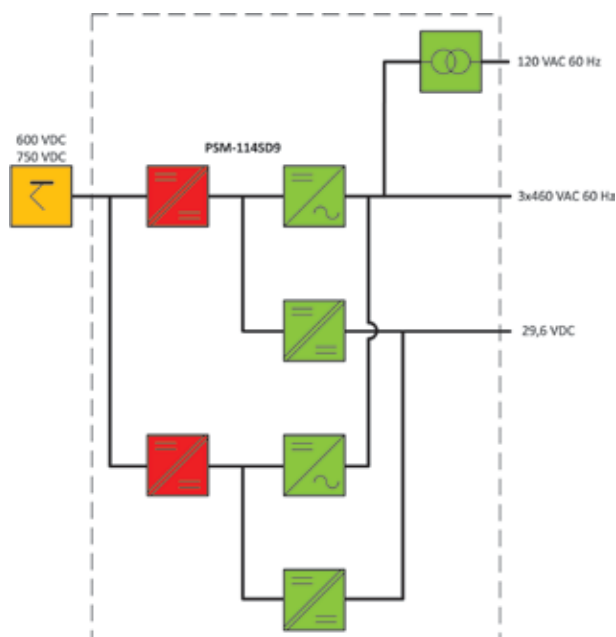 120 VAC 60 Hz
600 VDC
750 VDC
PSM-114SD9
3x460 VAC 60 Hz
29,6 VDC